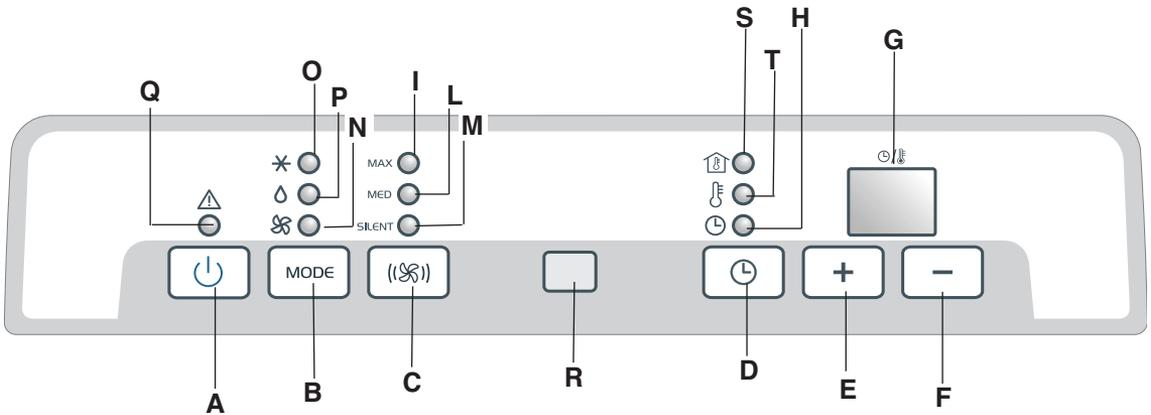 S H
G
T
O
I
Q P L
N M
MAX
MED
SILENT
MODE
+ −
R D
B C E F
A